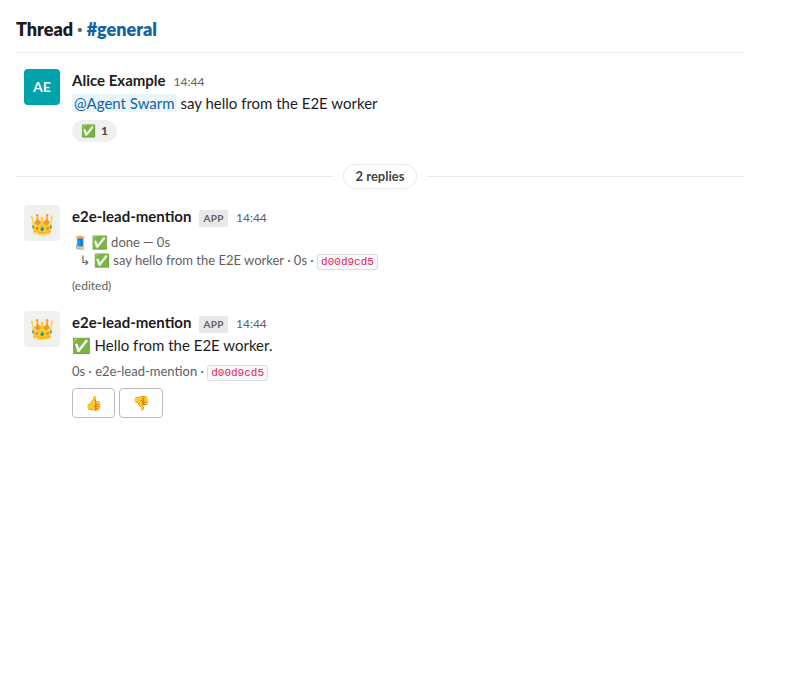 Thread • #general
AE
Alice Example 14:44
@Agent Swarm say hello from the E2E worker
✅ 1
2 replies
e2e-lead-mention APP 14:44
🧵 ✅ done — 0s
↳ ✅ say hello from the E2E worker · 0s · d00d9cd5
(edited)
e2e-lead-mention APP 14:44
✅ Hello from the E2E worker.
0s · e2e-lead-mention · d00d9cd5
👍 👎